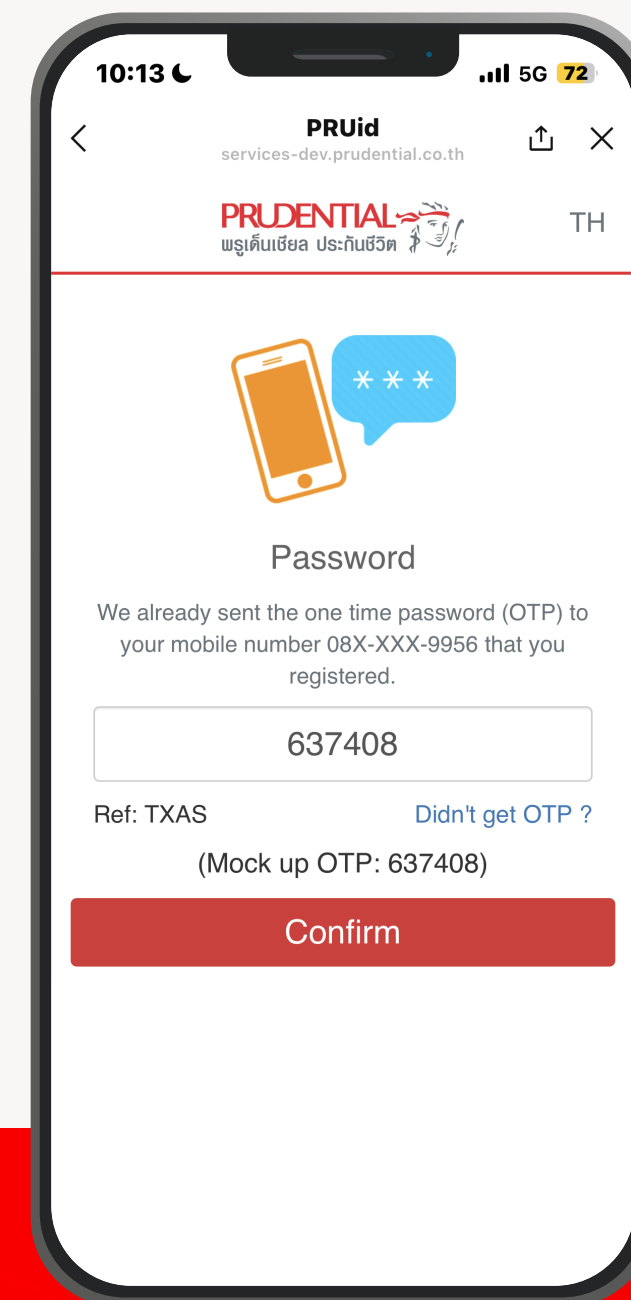 10:13 5G 72
PRUid
services-dev.prudential.co.th
PRUDENTIAL
พรูเด็นเชียล ประกันชีวิต
TH
* * *
Password
We already sent the one time password (OTP) to
your mobile number 08X-XXX-9956 that you
registered.
637408
Ref: TXAS Didn't get OTP ?
(Mock up OTP: 637408)
Confirm